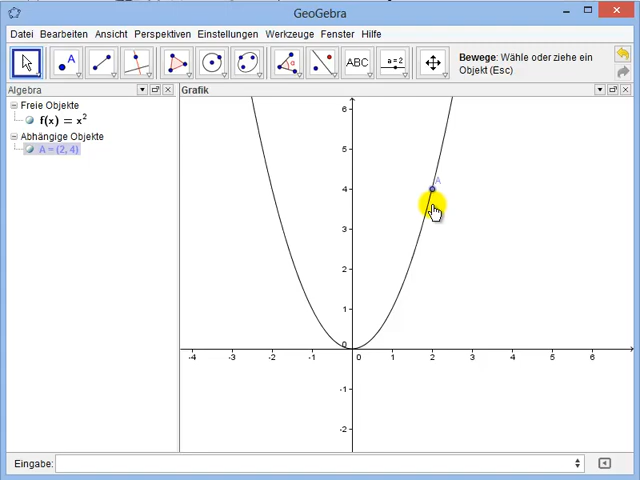 GeoGebra
Datei Bearbeiten Ansicht Perspektiven Einstellungen Werkzeuge Fenster Hilfe
A ABC a=2 Bewege: Wähle oder ziehe ein
Objekt (Esc)
Algebra Grafik
Freie Objekte
f(x) = x²
Abhängige Objekte
A = (2, 4)
6
5
A
4
3
2
1
0
-4 -3 -2 -1 0 1 2 3 4 5 6
-1
-2
Eingabe: